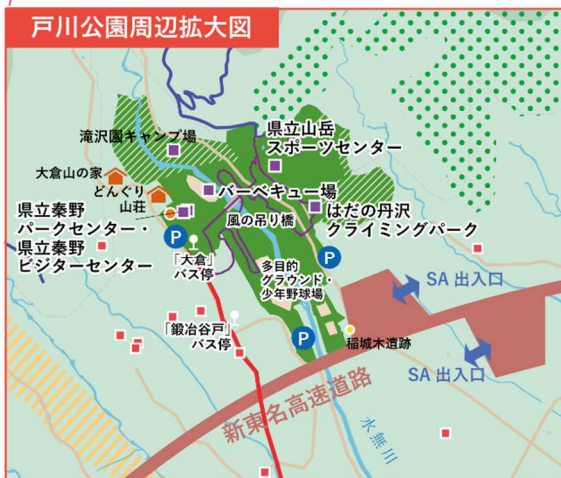 戸川公園周辺拡大図
滝沢園キャンプ場
県立山岳
スポーツセンター
大倉山の家
どんぐり
山荘
バーベキュー場
県立秦野
パークセンター・
県立秦野
ビジターセンター
風の吊り橋
はだの丹沢
クライミングパーク
P
「大倉」
バス停
多目的
グラウンド・
少年野球場
P
SA 出入口
「鍛冶谷戸」
バス停
P
稲城木遺跡
SA 出入口
新東名高速道路
水無川